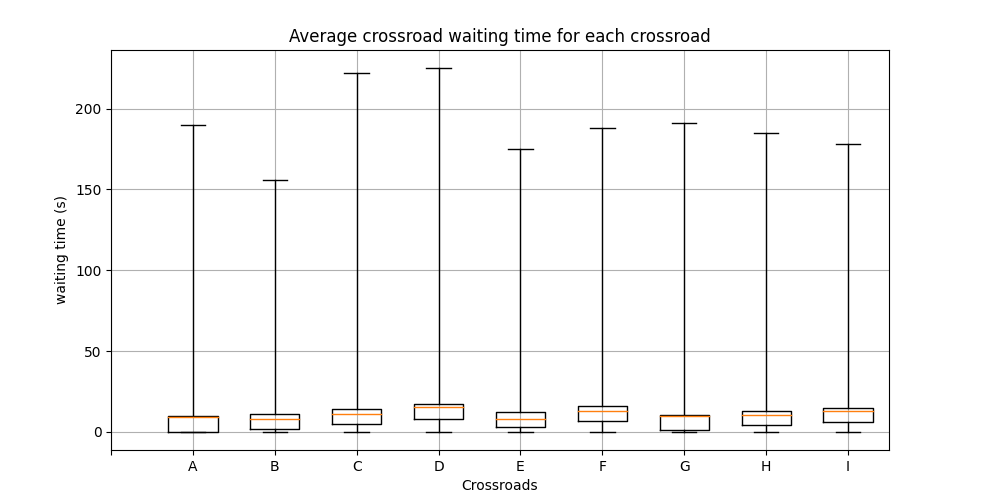 Average crossroad waiting time for each crossroad
waiting time (s)
200
150
100
50
0
A B C D E F G H I
Crossroads